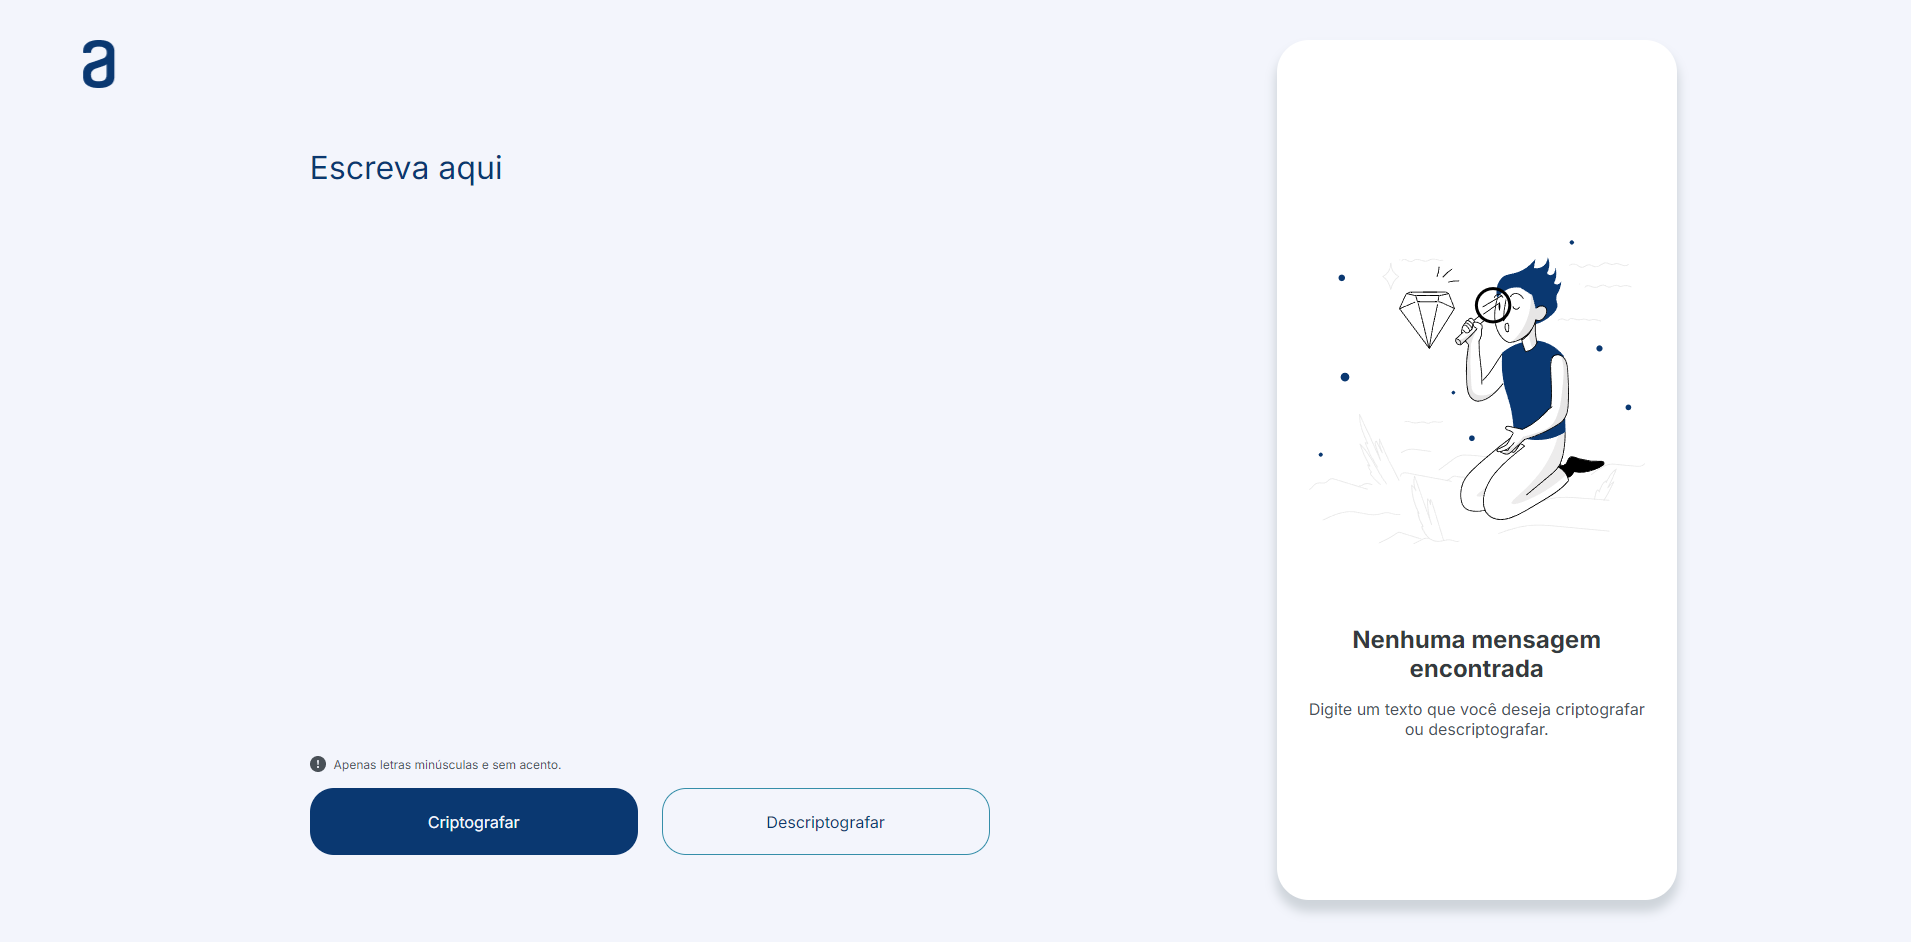 a
Escreva aqui
Apenas letras minúsculas e sem acento.
Criptografar
Descriptografar
Nenhuma mensagem
encontrada
Digite um texto que você deseja criptografar
ou descriptografar.